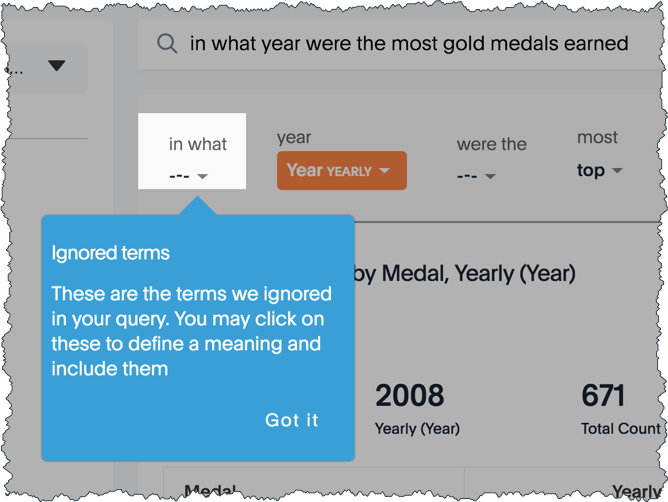 ...
in what year were the most gold medals earned
in what year were the most
--- Year YEARLY --- top
Ignored terms
These are the terms we ignored
in your query. You may click on
these to define a meaning and
include them
Got it
by Medal, Yearly (Year)
2008 671
Yearly (Year) Total Count
Medal Yearly